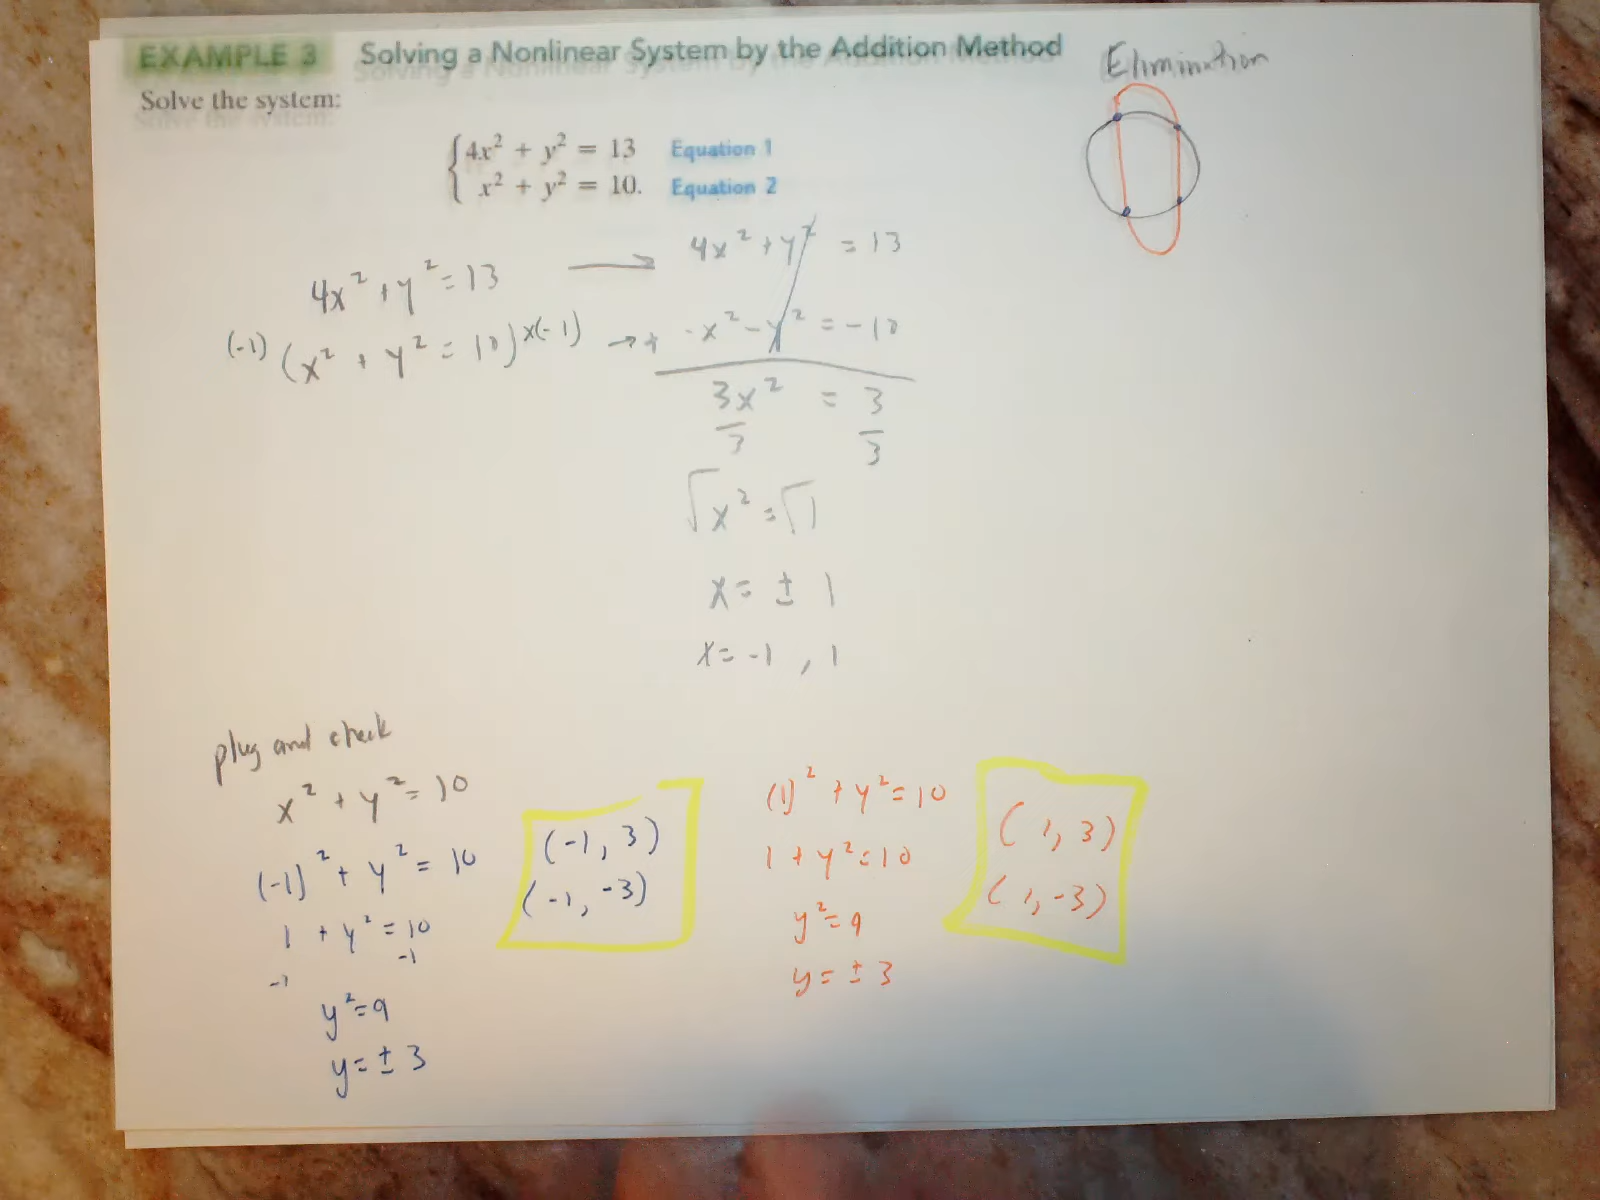 EXAMPLE 3 Solving a Nonlinear System by the Addition Method
Elimination
Solve the system:
4x² + y² = 13 Equation 1
x² + y² = 10. Equation 2
4x² + y² = 13 → 4x² + y² = 13
(-1) (x² + y² = 10) x(-1) → + -x² - y² = -10
3x² = 3
3 3
√x² = √1
x = ± 1
x = -1 , 1
plug and check
x² + y² = 10
(-1)² + y² = 10
1 + y² = 10
-1 -1
y² = 9
y = ± 3
(-1, 3)
(-1, -3)
(1)² + y² = 10
1 + y² = 10
y² = 9
y = ± 3
(1, 3)
(1, -3)